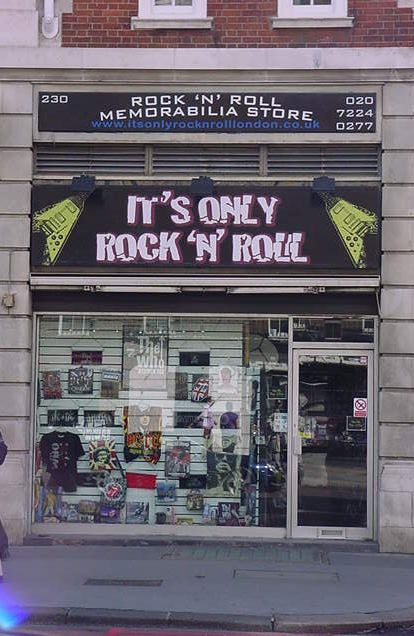 230
ROCK 'N' ROLL
MEMORABILIA STORE
www.itsonlyrocknrolllondon.co.uk
020
7224
0277
IT'S ONLY
ROCK 'N' ROLL